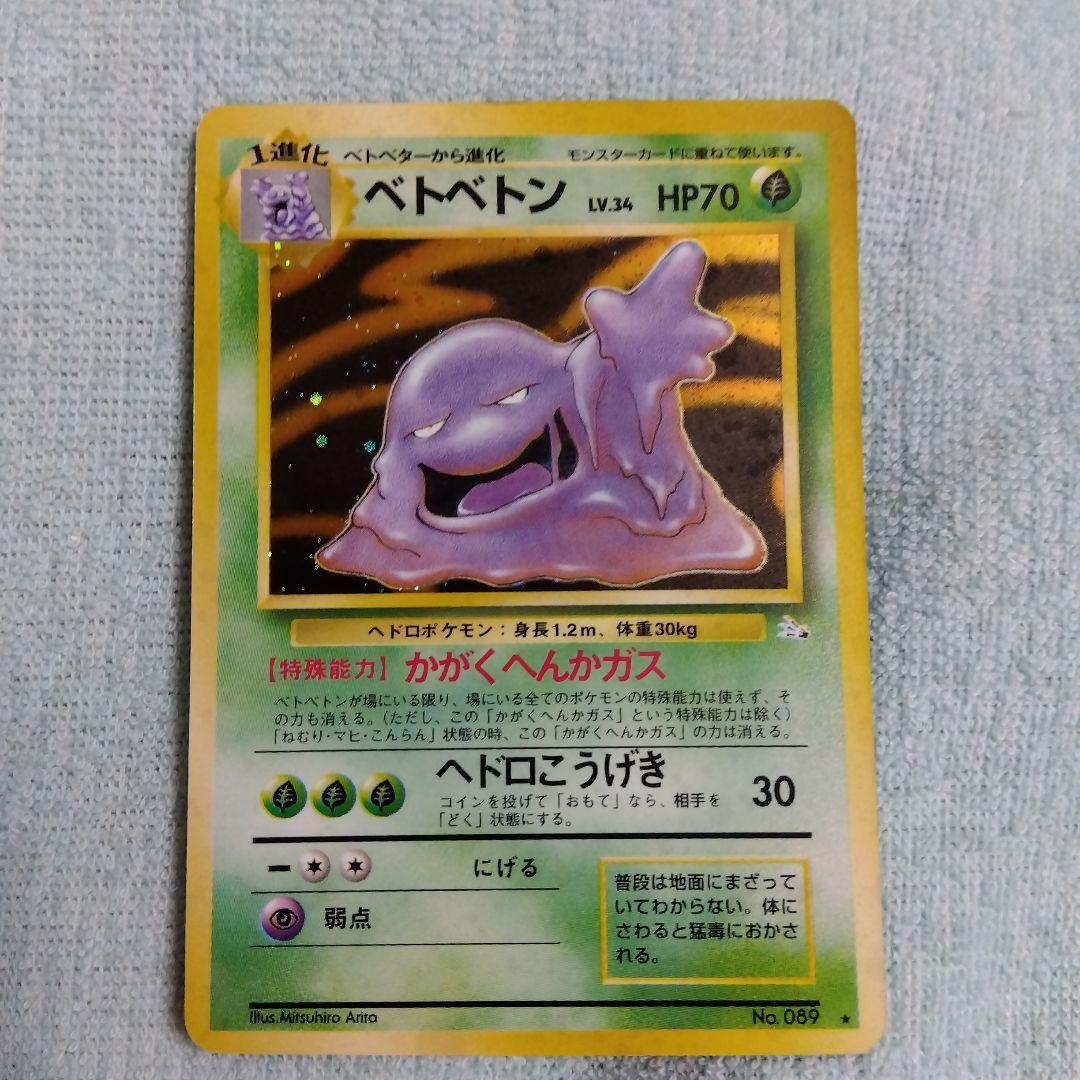 1進化 ベトベターから進化 モンスターカードに重ねて使います。
ベトベトン LV.34 HP70
ヘドロポケモン：身長1.2m、体重30kg
【特殊能力】かがくへんかガス
ベトベトンが場にいる限り、場にいる全てのポケモンの特殊能力は使えず、そ
の力も消える。（ただし、この「かがくへんかガス」という特殊能力は除く）
「ねむり・マヒ・こんらん」状態の時、この「かがくへんかガス」の力は消える。
ヘドロこうげき 30
コインを投げて「おもて」なら、相手を
「どく」状態にする。
ー にげる
弱点
普段は地面にまざって
いてわからない。体に
さわると猛毒におかさ
れる。
Illus.Mitsuhiro Arita No. 089 ★